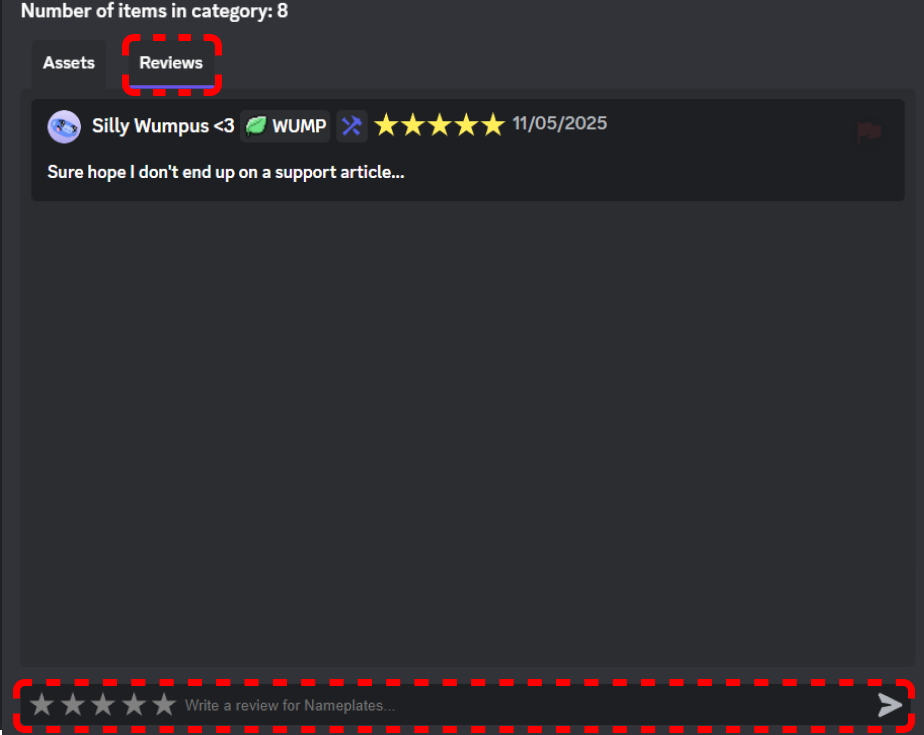 Number of items in category: 8
Assets Reviews
Silly Wumpus <3 WUMP 11/05/2025
Sure hope I don't end up on a support article...
Write a review for Nameplates...